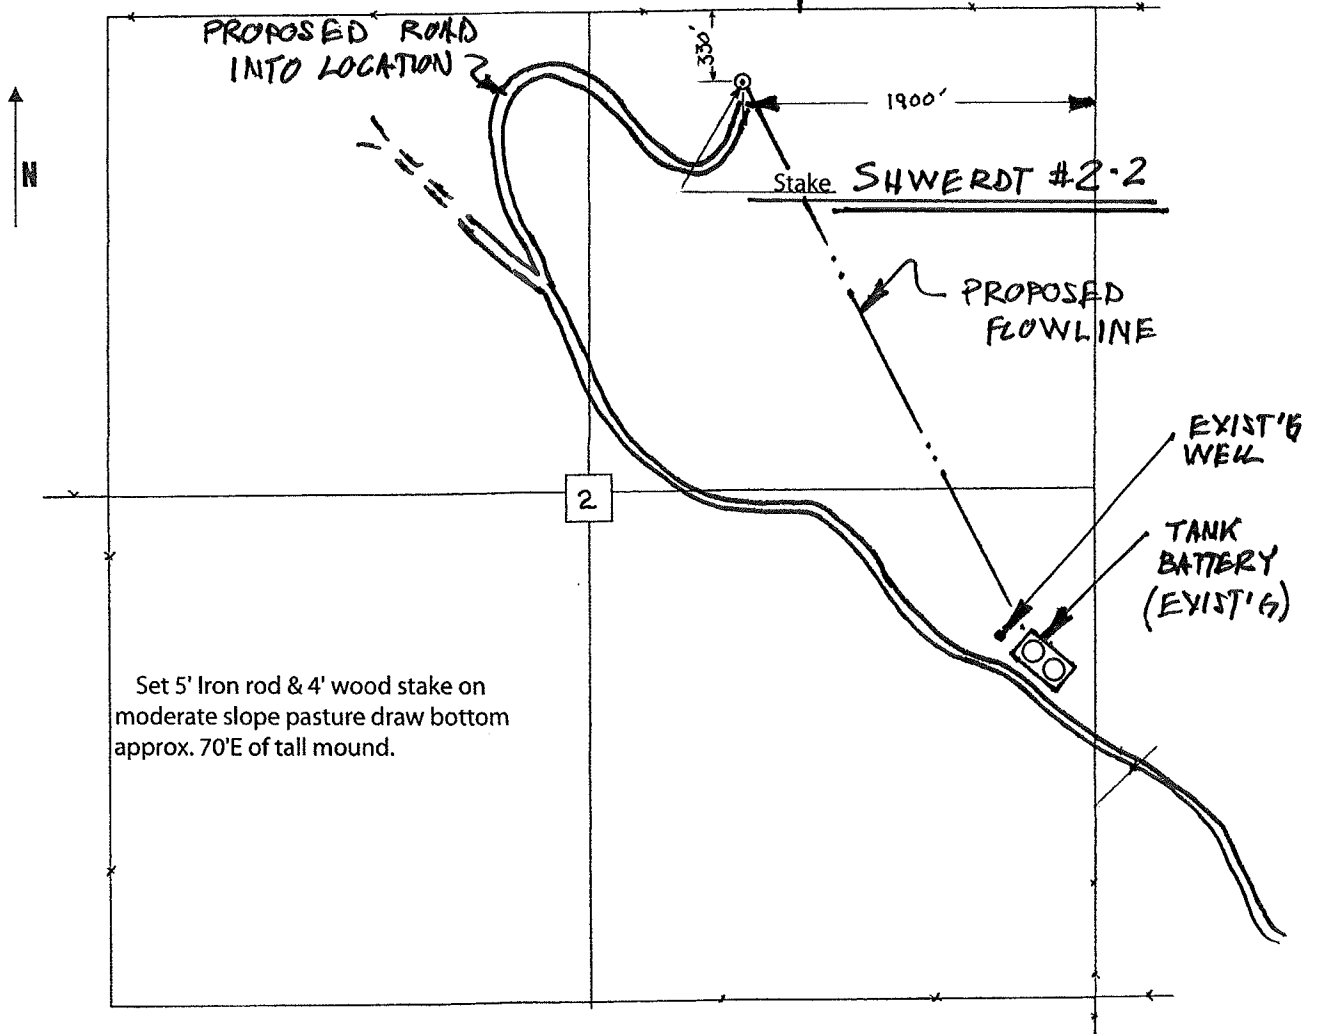 PROPOSED ROAD
INTO LOCATION
330'
1900'
N
Stake SHWERDT #2-2
PROPOSED
FLOWLINE
EXIST'G
WELL
2
TANK
BATTERY
(EXIST'G)
Set 5' Iron rod & 4' wood stake on
moderate slope pasture draw bottom
approx. 70'E of tall mound.